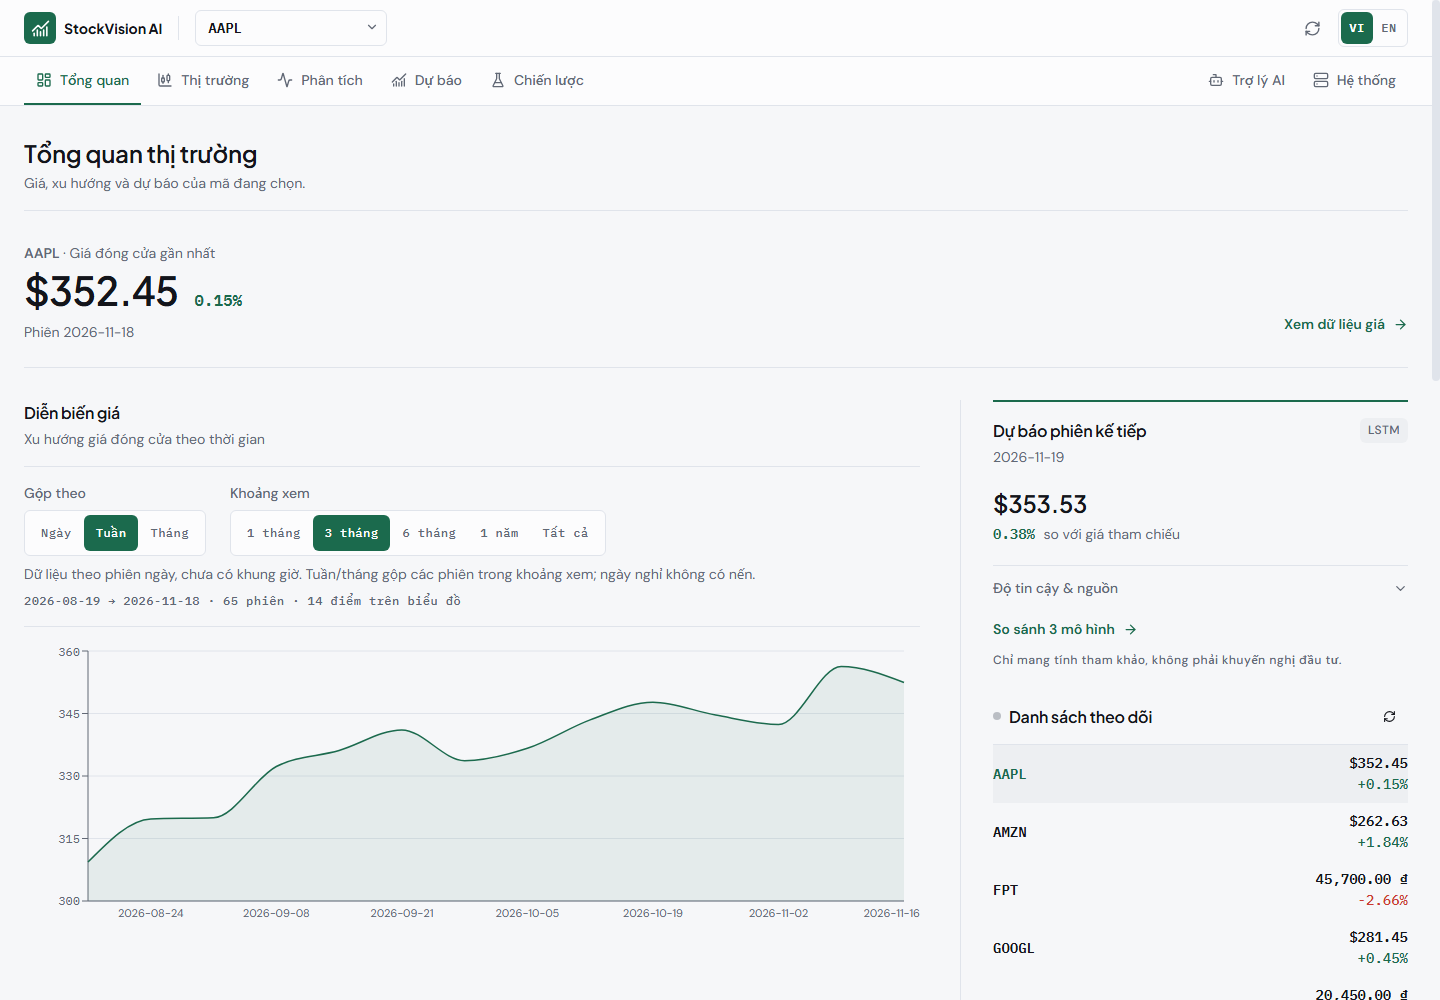 StockVision AI
AAPL
VI EN
Tổng quan Thị trường Phân tích Dự báo Chiến lược Trợ lý AI Hệ thống
Tổng quan thị trường
Giá, xu hướng và dự báo của mã đang chọn.
AAPL · Giá đóng cửa gần nhất
$352.45 0.15%
Phiên 2026-11-18
Xem dữ liệu giá →
Diễn biến giá
Xu hướng giá đóng cửa theo thời gian
Gộp theo Khoảng xem
Ngày Tuần Tháng 1 tháng 3 tháng 6 tháng 1 năm Tất cả
Dữ liệu theo phiên ngày, chưa có khung giờ. Tuần/tháng gộp các phiên trong khoảng xem; ngày nghỉ không có nến.
2026-08-19 → 2026-11-18 · 65 phiên · 14 điểm trên biểu đồ
360
345
330
315
300
2026-08-24 2026-09-08 2026-09-21 2026-10-05 2026-10-19 2026-11-02 2026-11-16
Dự báo phiên kế tiếp LSTM
2026-11-19
$353.53
0.38% so với giá tham chiếu
Độ tin cậy & nguồn
So sánh 3 mô hình →
Chỉ mang tính tham khảo, không phải khuyến nghị đầu tư.
Danh sách theo dõi
AAPL $352.45
+0.15%
AMZN $262.63
+1.84%
FPT 45,700.00 ₫
-2.66%
GOOGL $281.45
+0.45%
20,450.00 ₫